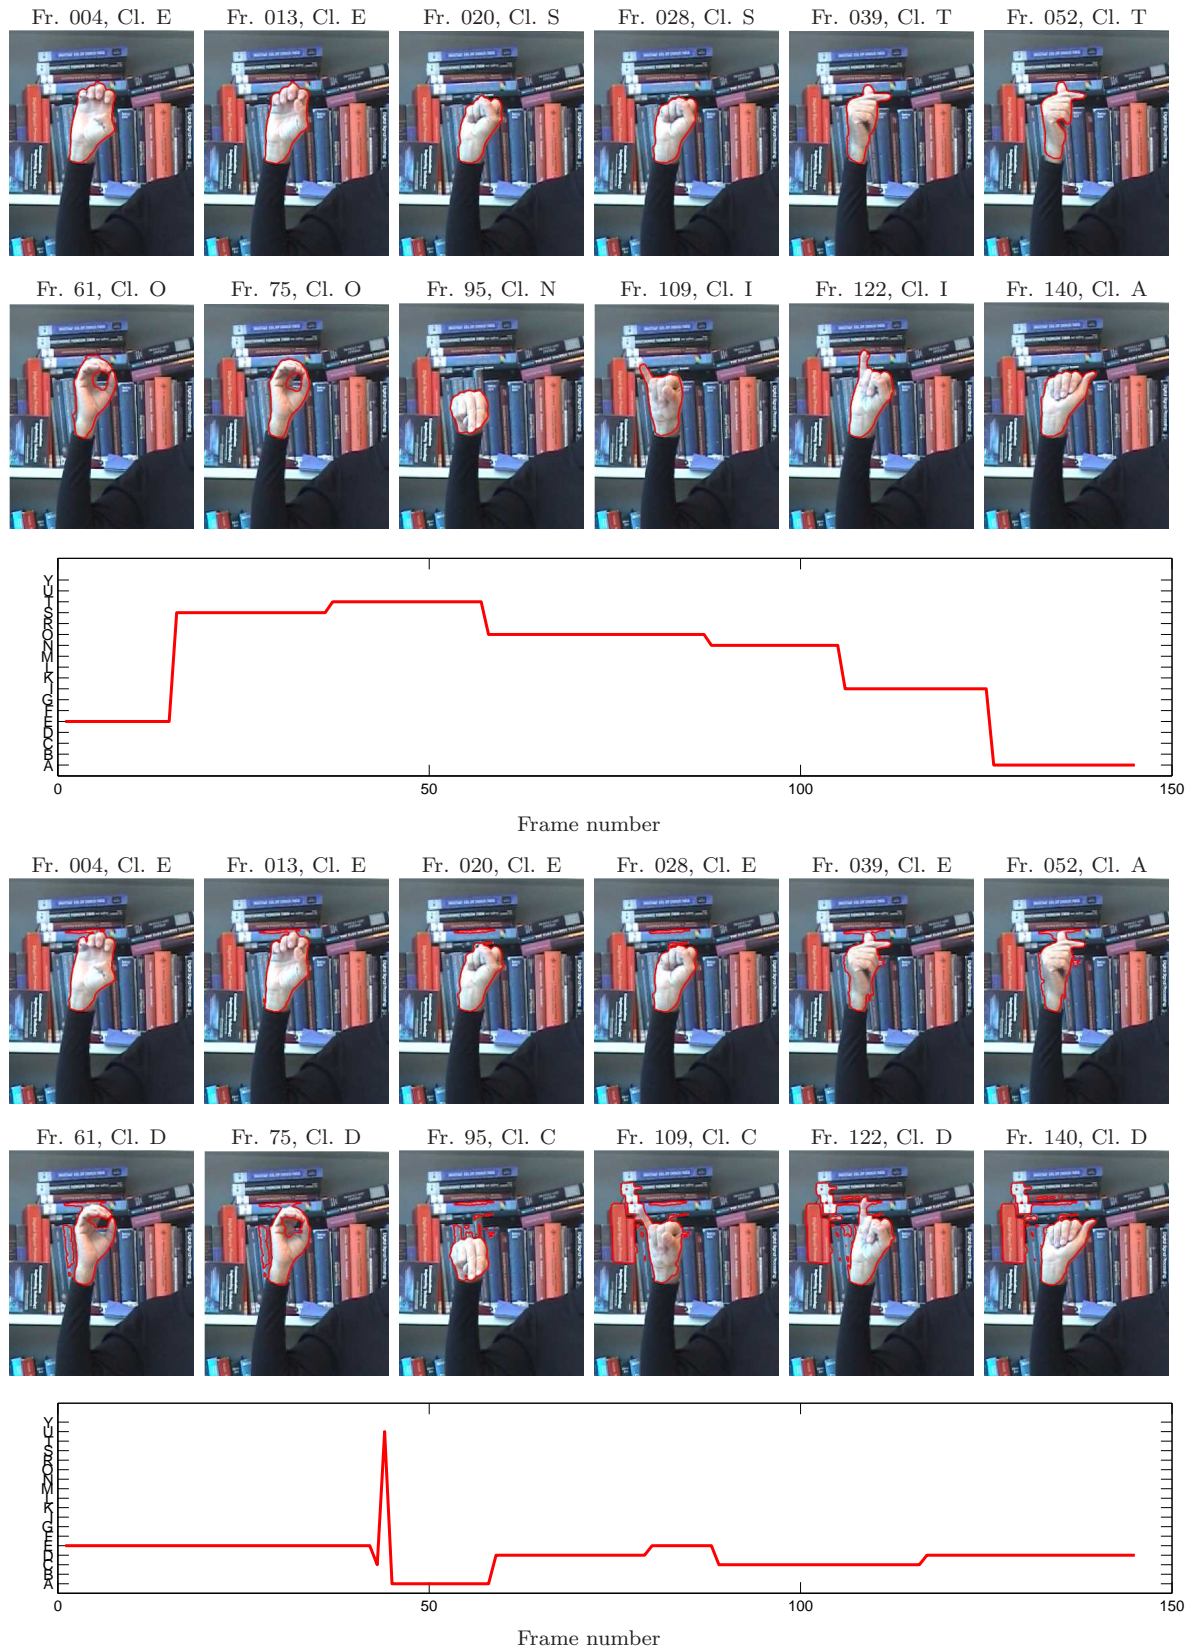 Fr. 004, Cl. E Fr. 013, Cl. E Fr. 020, Cl. S Fr. 028, Cl. S Fr. 039, Cl. T Fr. 052, Cl. T
Fr. 61, Cl. O Fr. 75, Cl. O Fr. 95, Cl. N Fr. 109, Cl. I Fr. 122, Cl. I Fr. 140, Cl. A
Y
U
T
S
R
O
N
M
L
K
I
G
F
E
D
C
B
A
0 50 100 150
Frame number
Fr. 004, Cl. E Fr. 013, Cl. E Fr. 020, Cl. E Fr. 028, Cl. E Fr. 039, Cl. E Fr. 052, Cl. A
Fr. 61, Cl. D Fr. 75, Cl. D Fr. 95, Cl. C Fr. 109, Cl. C Fr. 122, Cl. D Fr. 140, Cl. D
Y
U
T
S
R
O
N
M
L
K
I
G
F
E
D
C
B
A
0 50 100 150
Frame number